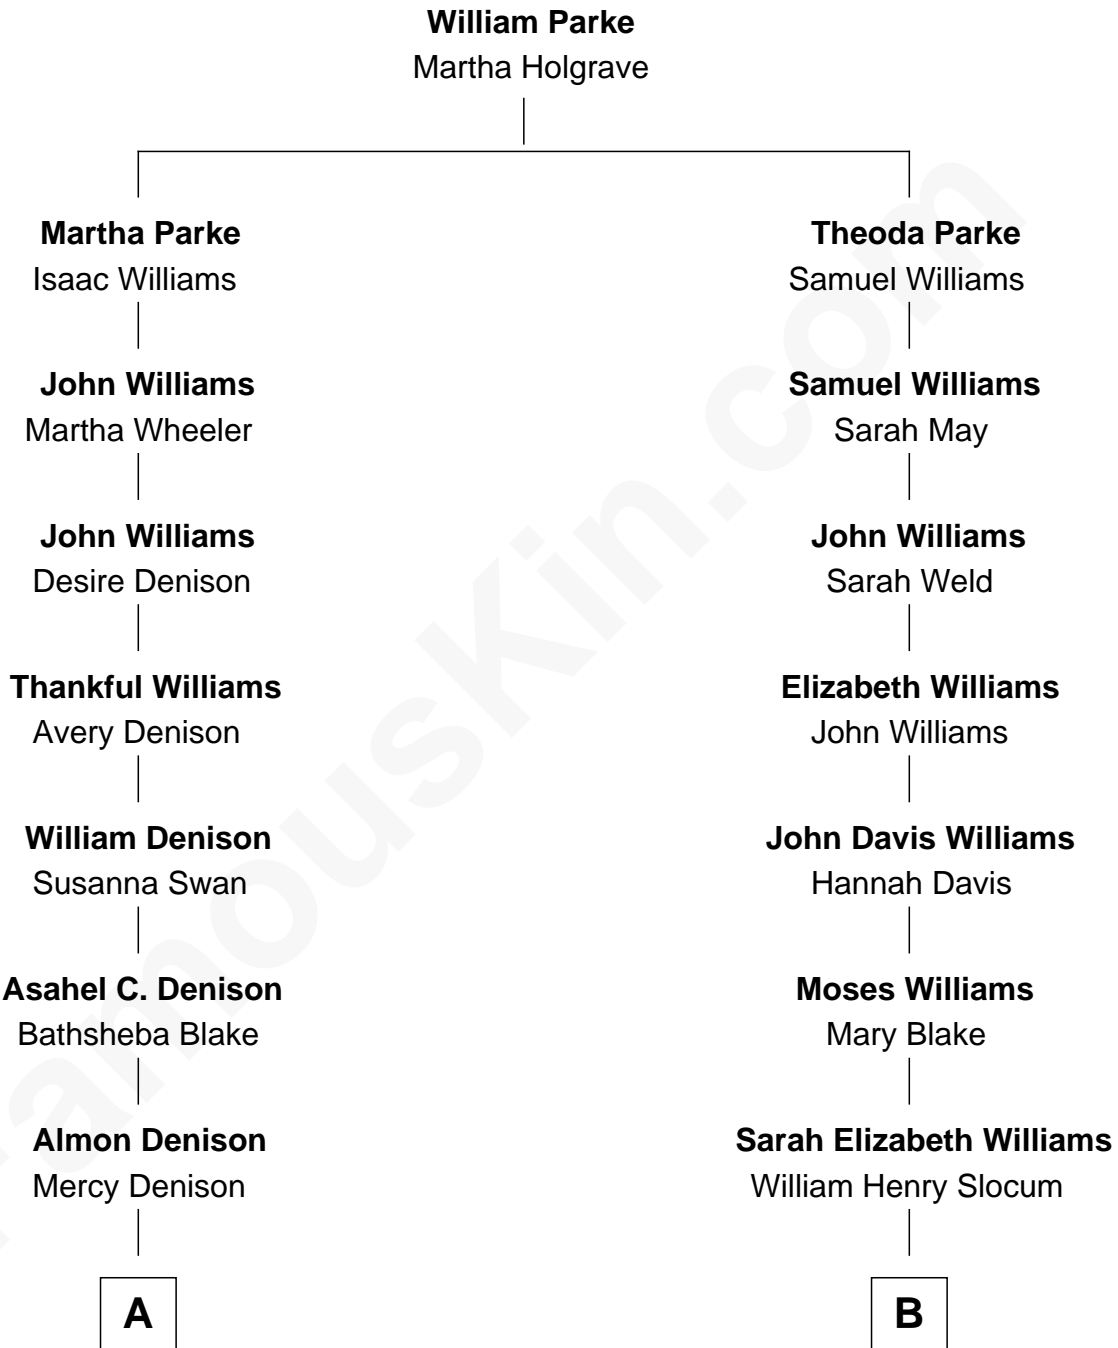 William Parke
Martha Holgrave
Martha Parke
Isaac Williams
Theoda Parke
Samuel Williams
John Williams
Martha Wheeler
Samuel Williams
Sarah May
John Williams
Desire Denison
John Williams
Sarah Weld
Thankful Williams
Avery Denison
Elizabeth Williams
John Williams
William Denison
Susanna Swan
John Davis Williams
Hannah Davis
Asahel C. Denison
Bathsheba Blake
Moses Williams
Mary Blake
Almon Denison
Mercy Denison
Sarah Elizabeth Williams
William Henry Slocum
A
B
FamousKin.com